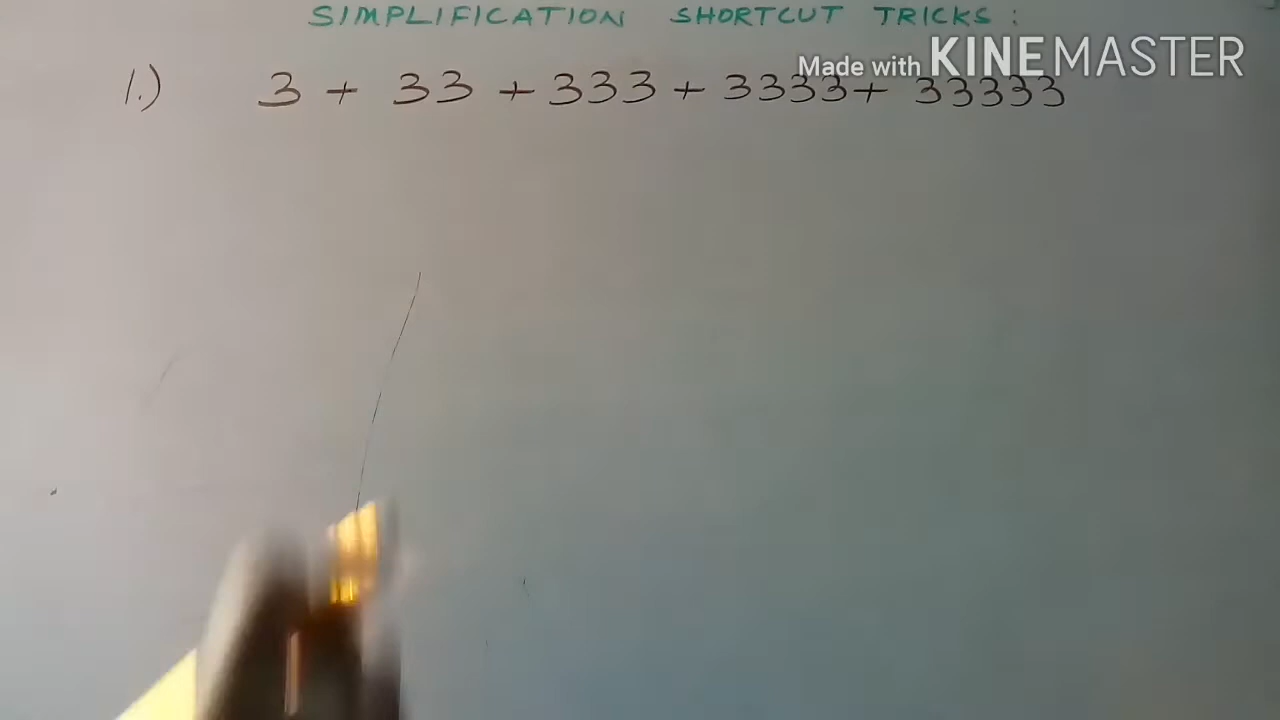 SIMPLIFICATION SHORTCUT TRICKS :
Made with KINEMASTER
1.) 3 + 33 + 333 + 3333 + 33333